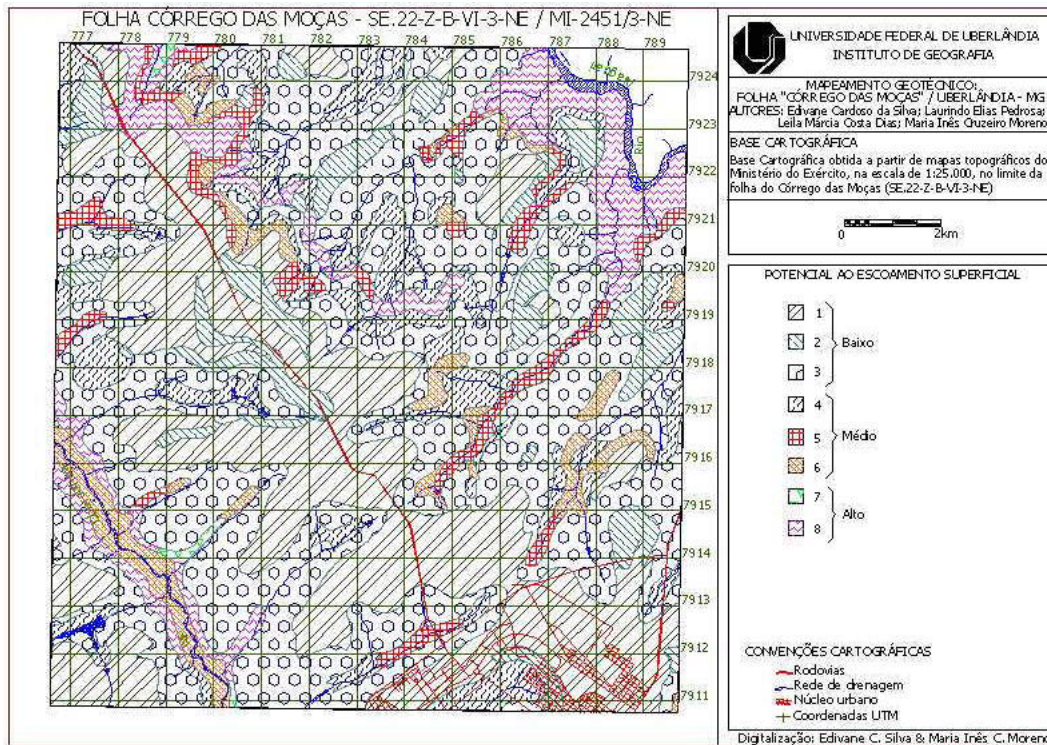 FOLHA CÓRREGO DAS MOÇAS - SE.22-Z-B-VI-3-NE / MI-2451/3-NE
777 778 779 780 781 782 783 784 785 786 787 788 789
7924
7923
7922
7921
7920
7919
7918
7917
7916
7915
7914
7913
7912
7911
Rio
UNIVERSIDADE FEDERAL DE UBERLÂNDIA
INSTITUTO DE GEOGRAFIA
MAPEAMENTO GEOTÉCNICO:
FOLHA "CÓRREGO DAS MOÇAS" / UBERLÂNDIA - MG
AUTORES: Edivane Cardoso da Silva; Laurindo Elias Pedrosa;
Leila Márcia Costa Dias; Maria Inês Cruzeiro Moreno
BASE CARTOGRÁFICA
Base Cartográfica obtida a partir de mapas topográficos do
Ministério do Exército, na escala de 1:25.000, no limite da
folha do Córrego das Moças (SE.22-Z-B-VI-3-NE)
0 2km
POTENCIAL AO ESCOAMENTO SUPERFICIAL
1
2 Baixo
3
4
5 Médio
6
7
Alto
8
CONVENÇÕES CARTOGRÁFICAS
Rodovias
Rede de drenagem
Núcleo urbano
Coordenadas UTM
Digitalização: Edivane C. Silva & Maria Inês C. Moreno